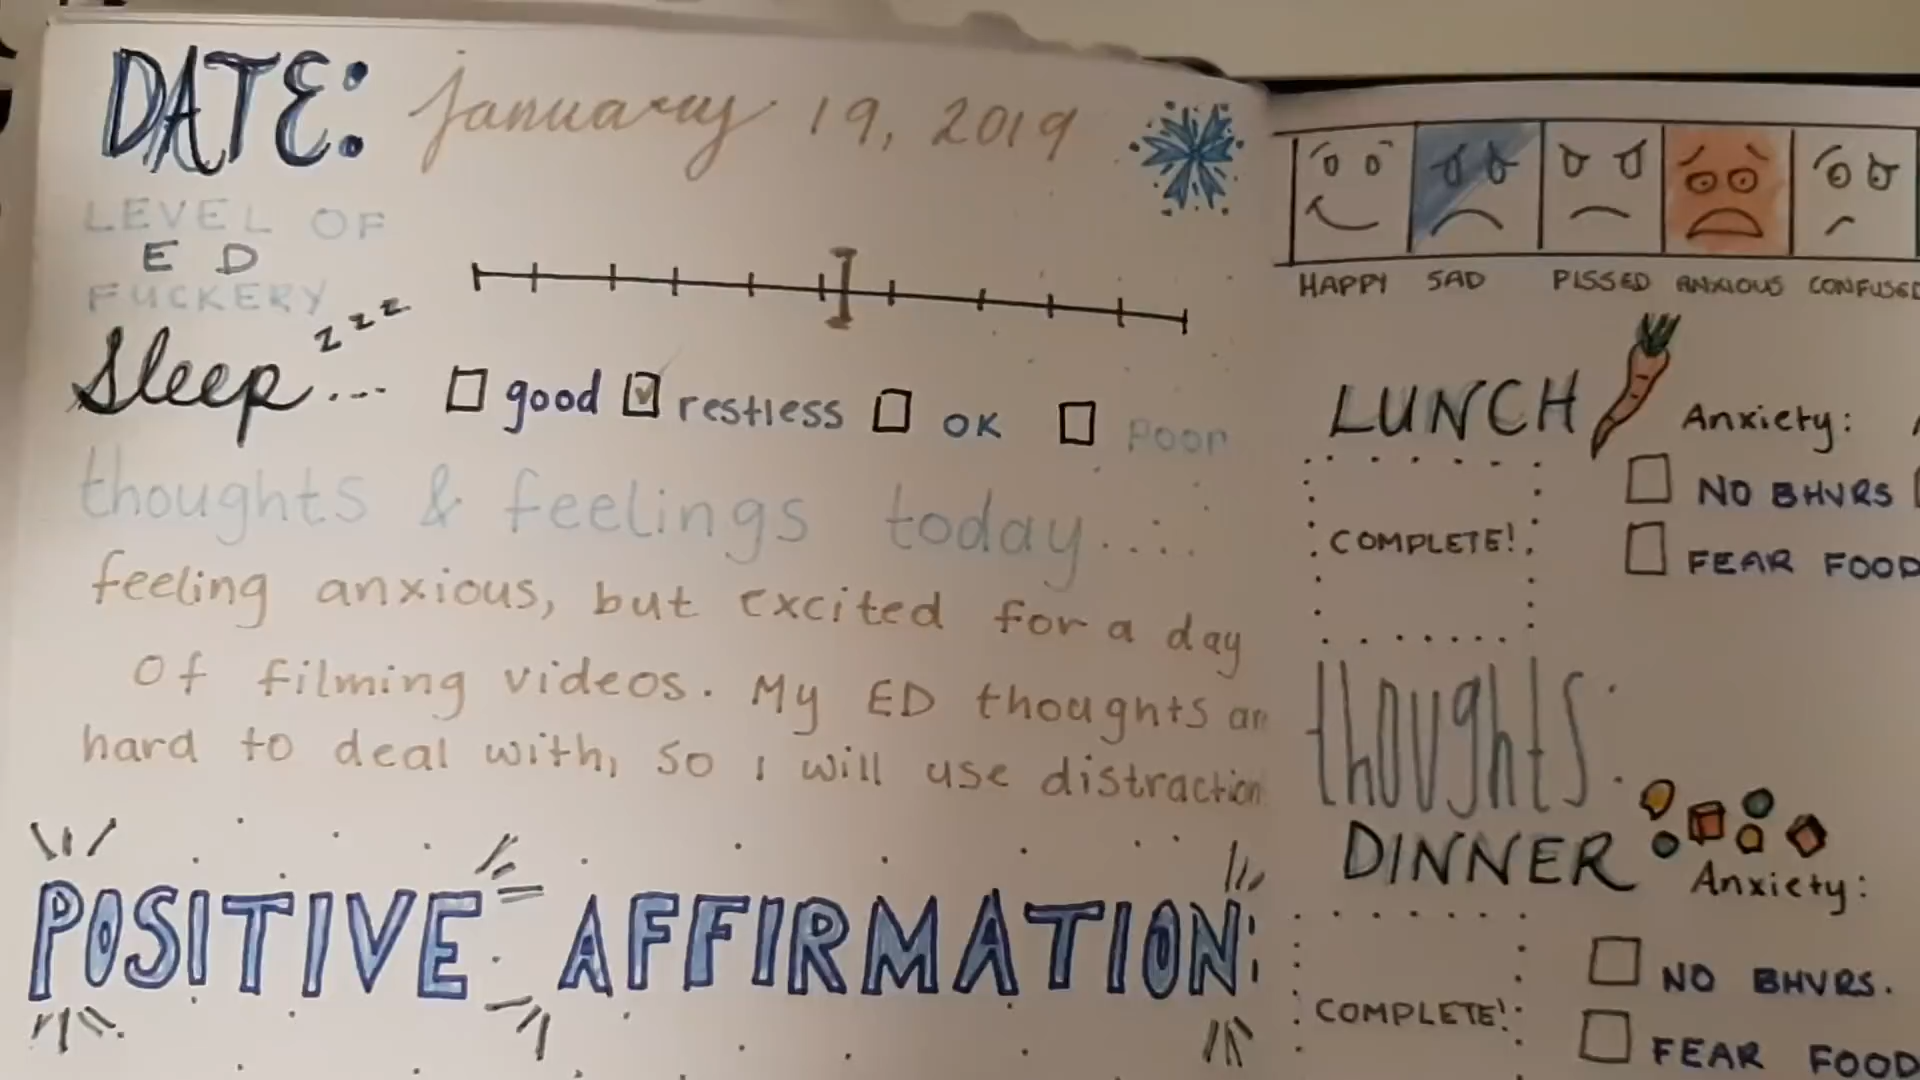 DATE: january 19, 2019
LEVEL OF
ED
FUCKERY
Sleep... zzz
good restless OK Poor
thoughts & feelings today....
feeling anxious, but excited for a day
of filming videos. My ED thoughts
hard to deal with, so i will use distraction
POSITIVE AFFIRMATION:
HAPPY SAD PISSED ANXIOUS CONFUSED
LUNCH Anxiety:
NO BHVRS
COMPLETE!
FEAR FOOD
thoughts:
DINNER
Anxiety:
NO BHVRS.
COMPLETE!
FEAR FOOD